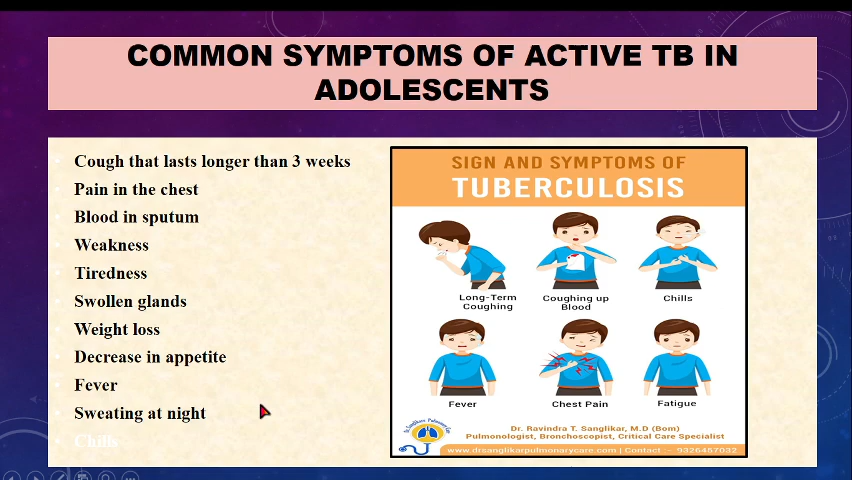 COMMON SYMPTOMS OF ACTIVE TB IN
ADOLESCENTS
Cough that lasts longer than 3 weeks
Pain in the chest
Blood in sputum
Weakness
Tiredness
Swollen glands
Weight loss
Decrease in appetite
Fever
Sweating at night
Chills
SIGN AND SYMPTOMS OF
TUBERCULOSIS
Long-Term
Coughing
Coughing up
Blood
Chills
Fever
Chest Pain
Fatigue
Dr. Ravindra T. Sanglikar, M.D (Bom)
Pulmonologist, Bronchoscopist, Critical Care Specialist
www.drsanglikarpulmonarycare.com | Contact :- 9326457032